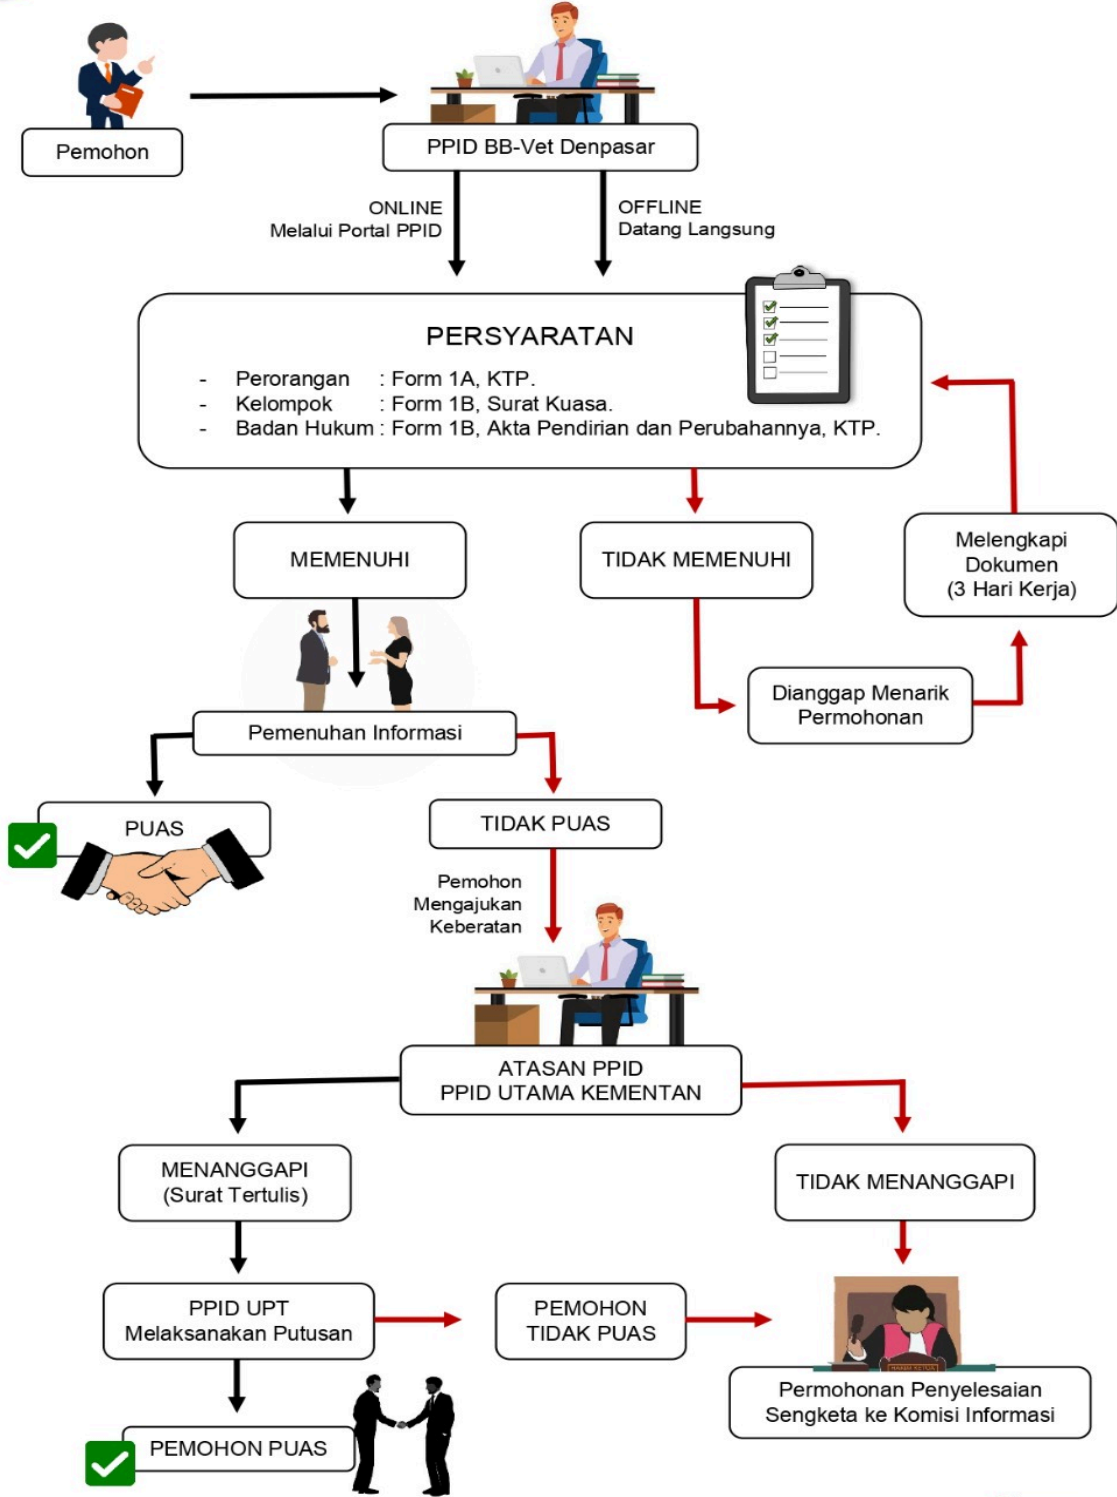 Pemohon
PPID BB-Vet Denpasar
ONLINE
Melalui Portal PPID
OFFLINE
Datang Langsung
PERSYARATAN
- Perorangan : Form 1A, KTP.
- Kelompok : Form 1B, Surat Kuasa.
- Badan Hukum : Form 1B, Akta Pendirian dan Perubahannya, KTP.
MEMENUHI
TIDAK MEMENUHI
Melengkapi
Dokumen
(3 Hari Kerja)
Dianggap Menarik
Permohonan
Pemenuhan Informasi
PUAS
TIDAK PUAS
Pemohon
Mengajukan
Keberatan
ATASAN PPID
PPID UTAMA KEMENTAN
MENANGGAPI
(Surat Tertulis)
TIDAK MENANGGAPI
PPID UPT
Melaksanakan Putusan
PEMOHON
TIDAK PUAS
HAKIM KETUA
Permohonan Penyelesaian
Sengketa ke Komisi Informasi
PEMOHON PUAS